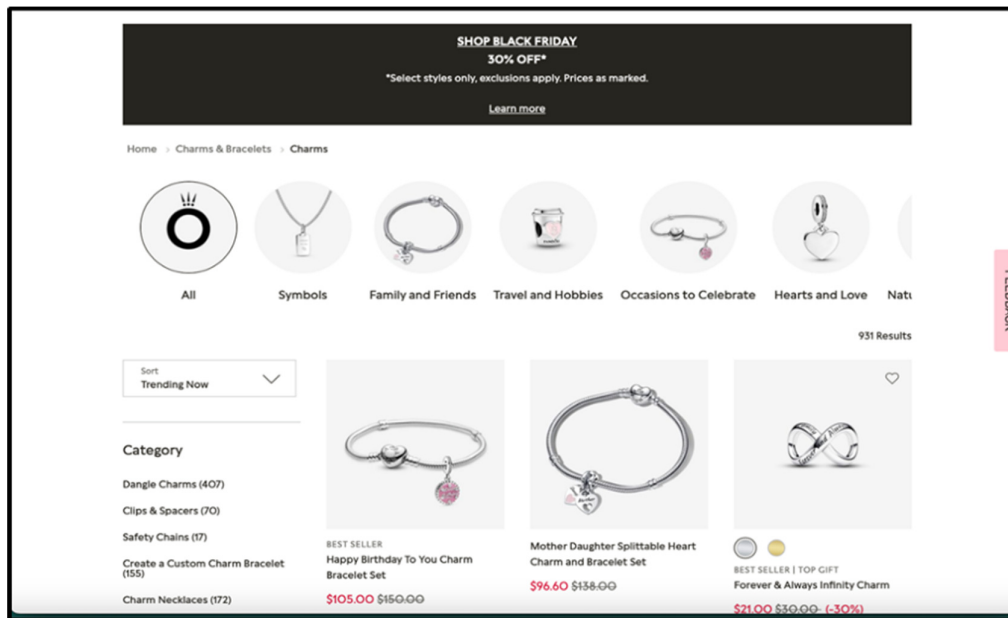 SHOP BLACK FRIDAY
30% OFF*
*Select styles only, exclusions apply. Prices as marked.
Learn more
Home > Charms & Bracelets > Charms
All
Symbols
Family and Friends
Travel and Hobbies
Occasions to Celebrate
Hearts and Love
Natu
FEEDBACK
931 Results
Sort
Trending Now
Category
Dangle Charms (407)
Clips & Spacers (70)
Safety Chains (17)
Create a Custom Charm Bracelet
(155)
Charm Necklaces (172)
BEST SELLER
Happy Birthday To You Charm
Bracelet Set
$105.00 $150.00
Mother Daughter Splittable Heart
Charm and Bracelet Set
$96.60 $138.00
BEST SELLER | TOP GIFT
Forever & Always Infinity Charm
$21.00 $30.00 (-30%)